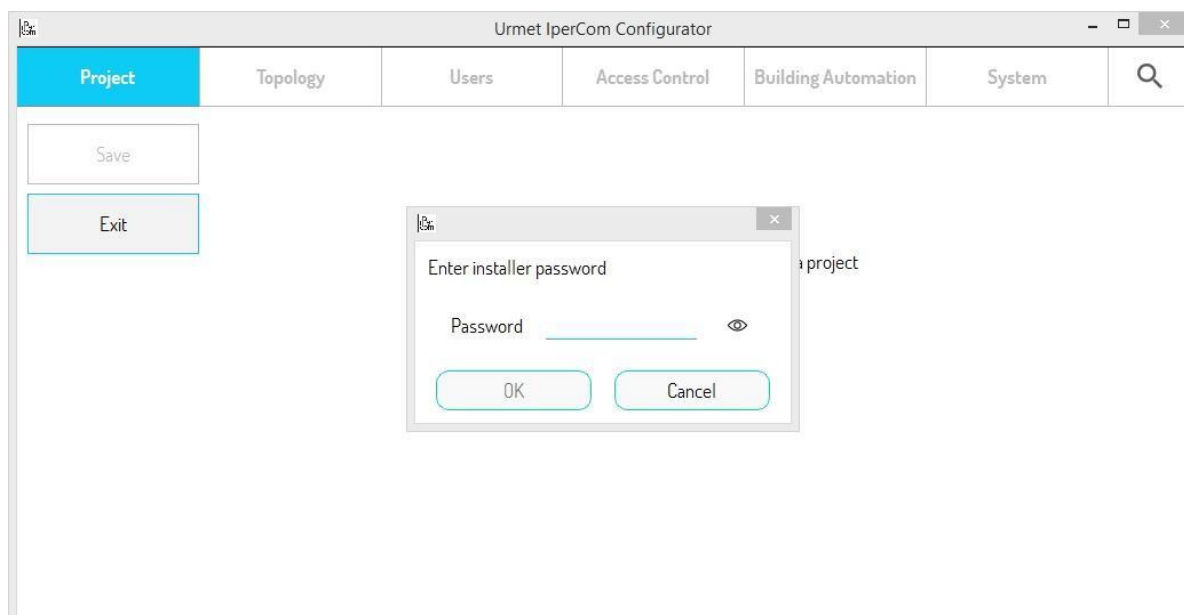 Urmet IperCom Configurator
Project Topology Users Access Control Building Automation System
Save
Exit
Enter installer password
a project
Password
OK Cancel